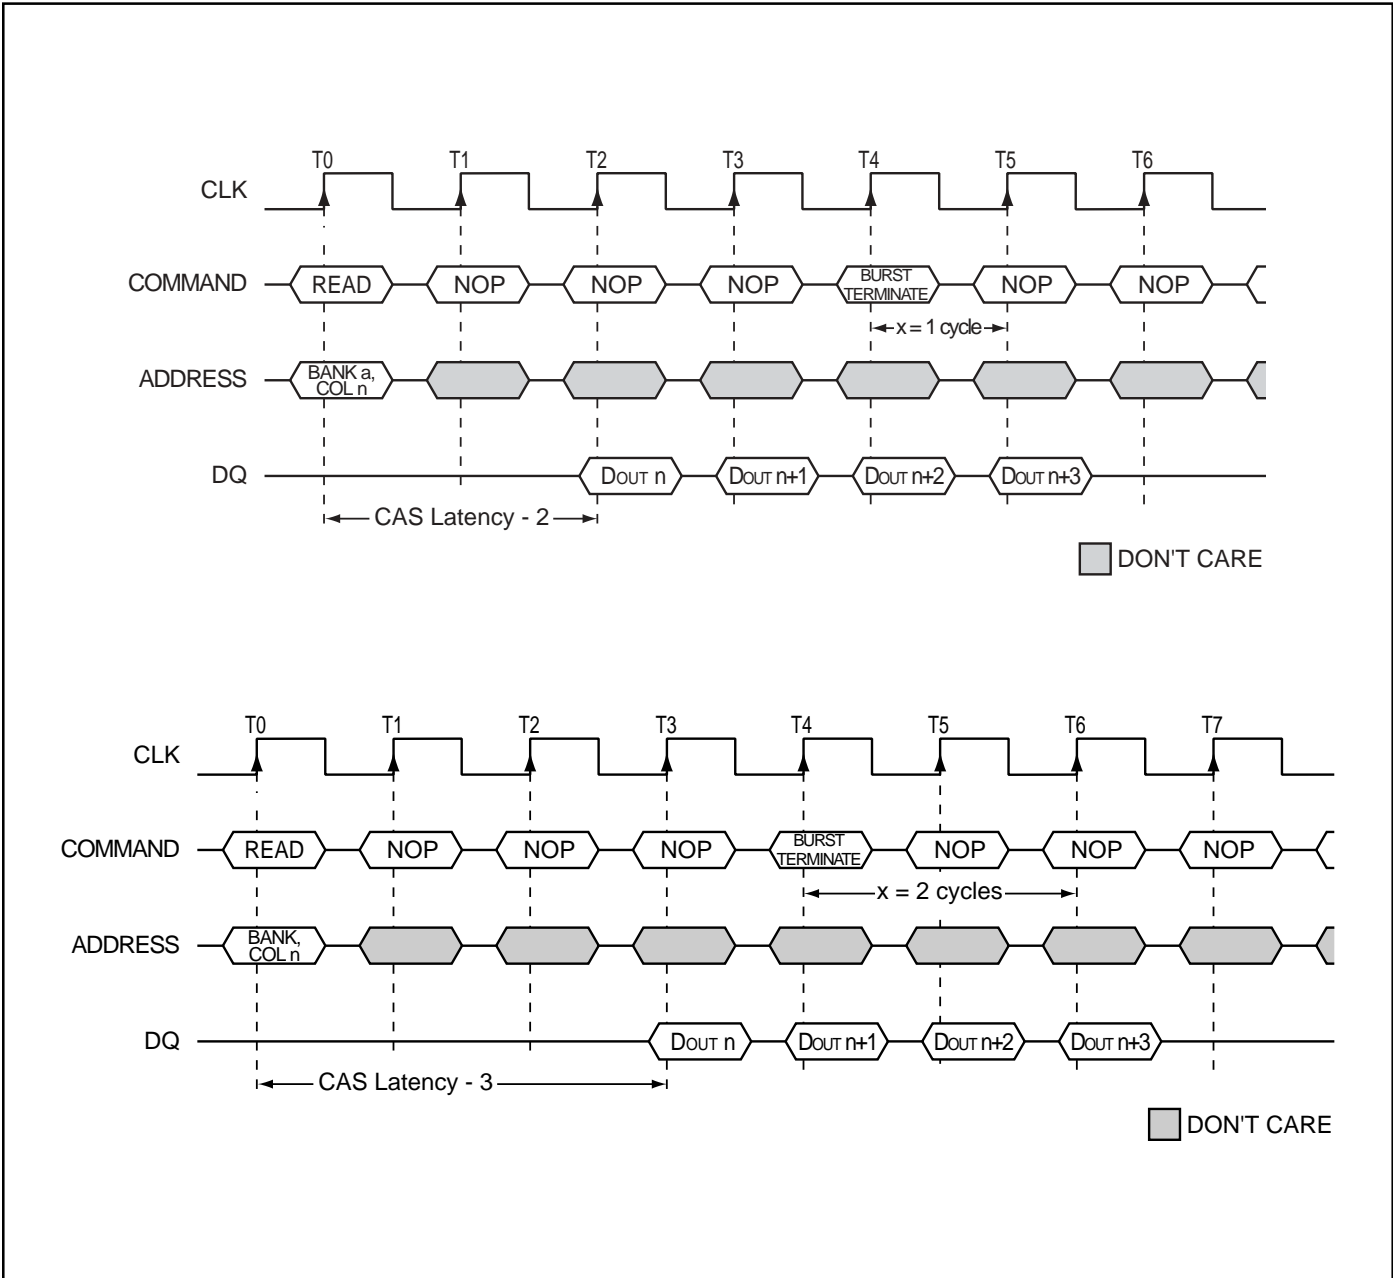 T0 T1 T2 T3 T4 T5 T6
CLK
COMMAND READ NOP NOP NOP BURST TERMINATE NOP NOP
x = 1 cycle
ADDRESS BANK a, COL n
DQ DOUT n DOUT n+1 DOUT n+2 DOUT n+3
CAS Latency - 2
DON'T CARE
T0 T1 T2 T3 T4 T5 T6 T7
CLK
COMMAND READ NOP NOP NOP BURST TERMINATE NOP NOP NOP
x = 2 cycles
ADDRESS BANK, COL n
DQ DOUT n DOUT n+1 DOUT n+2 DOUT n+3
CAS Latency - 3
DON'T CARE